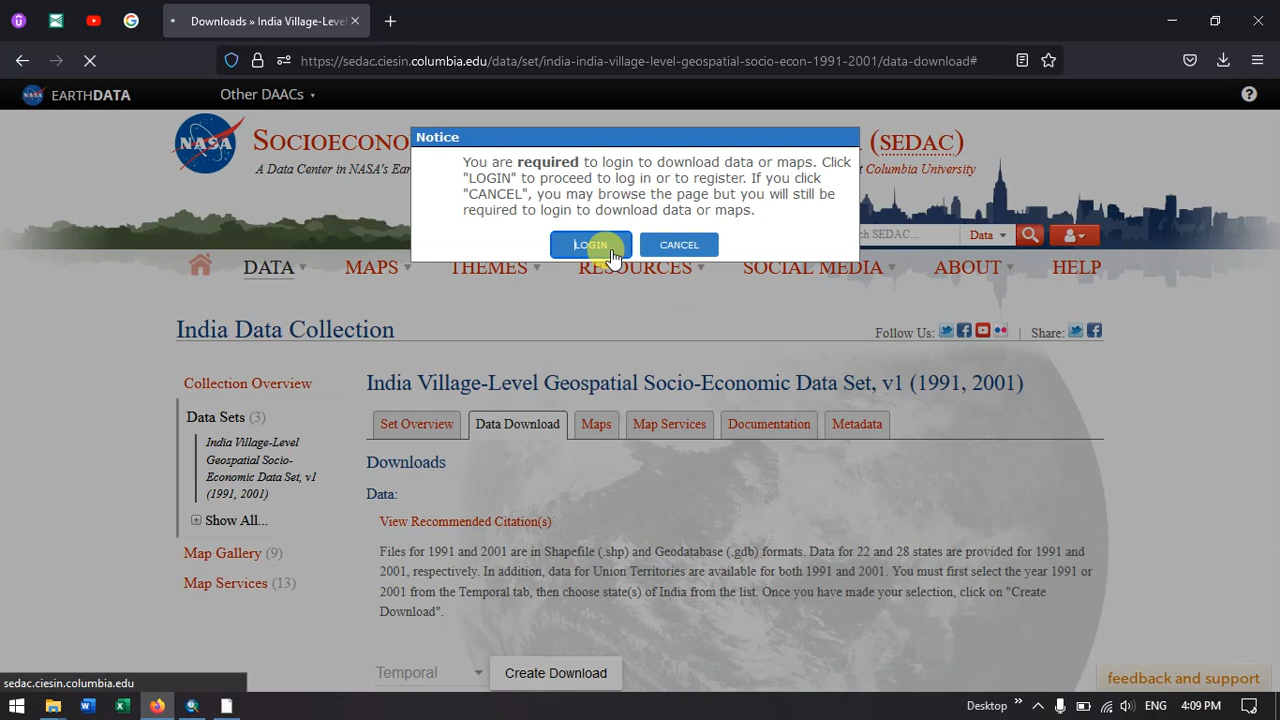 Downloads » India Village-Leve
https://sedac.ciesin.columbia.edu/data/set/india-india-village-level-geospatial-socio-econ-1991-2001/data-download#
NASA EARTHDATA Other DAACs
Notice
You are required to login to download data or maps. Click
"LOGIN" to proceed to log in or to register. If you click
"CANCEL", you may browse the page but you will still be
required to login to download data or maps.
LOGIN CANCEL
NASA
SOCIOECONO (SEDAC)
A Data Center in NASA's Ear Columbia University
SEDAC... Data
DATA MAPS THEMES RESOURCES SOCIAL MEDIA ABOUT HELP
India Data Collection
Follow Us: | Share:
Collection Overview
Data Sets (3)
India Village-Level
Geospatial Socio-
Economic Data Set, v1
(1991, 2001)
Show All...
Map Gallery (9)
Map Services (13)
India Village-Level Geospatial Socio-Economic Data Set, v1 (1991, 2001)
Set Overview Data Download Maps Map Services Documentation Metadata
Downloads
Data:
View Recommended Citation(s)
Files for 1991 and 2001 are in Shapefile (.shp) and Geodatabase (.gdb) formats. Data for 22 and 28 states are provided for 1991 and
2001, respectively. In addition, data for Union Territories are available for both 1991 and 2001. You must first select the year 1991 or
2001 from the Temporal tab, then choose state(s) of India from the list. Once you have made your selection, click on "Create
Download".
Temporal Create Download
feedback and support
sedac.ciesin.columbia.edu
Desktop » ENG 4:09 PM